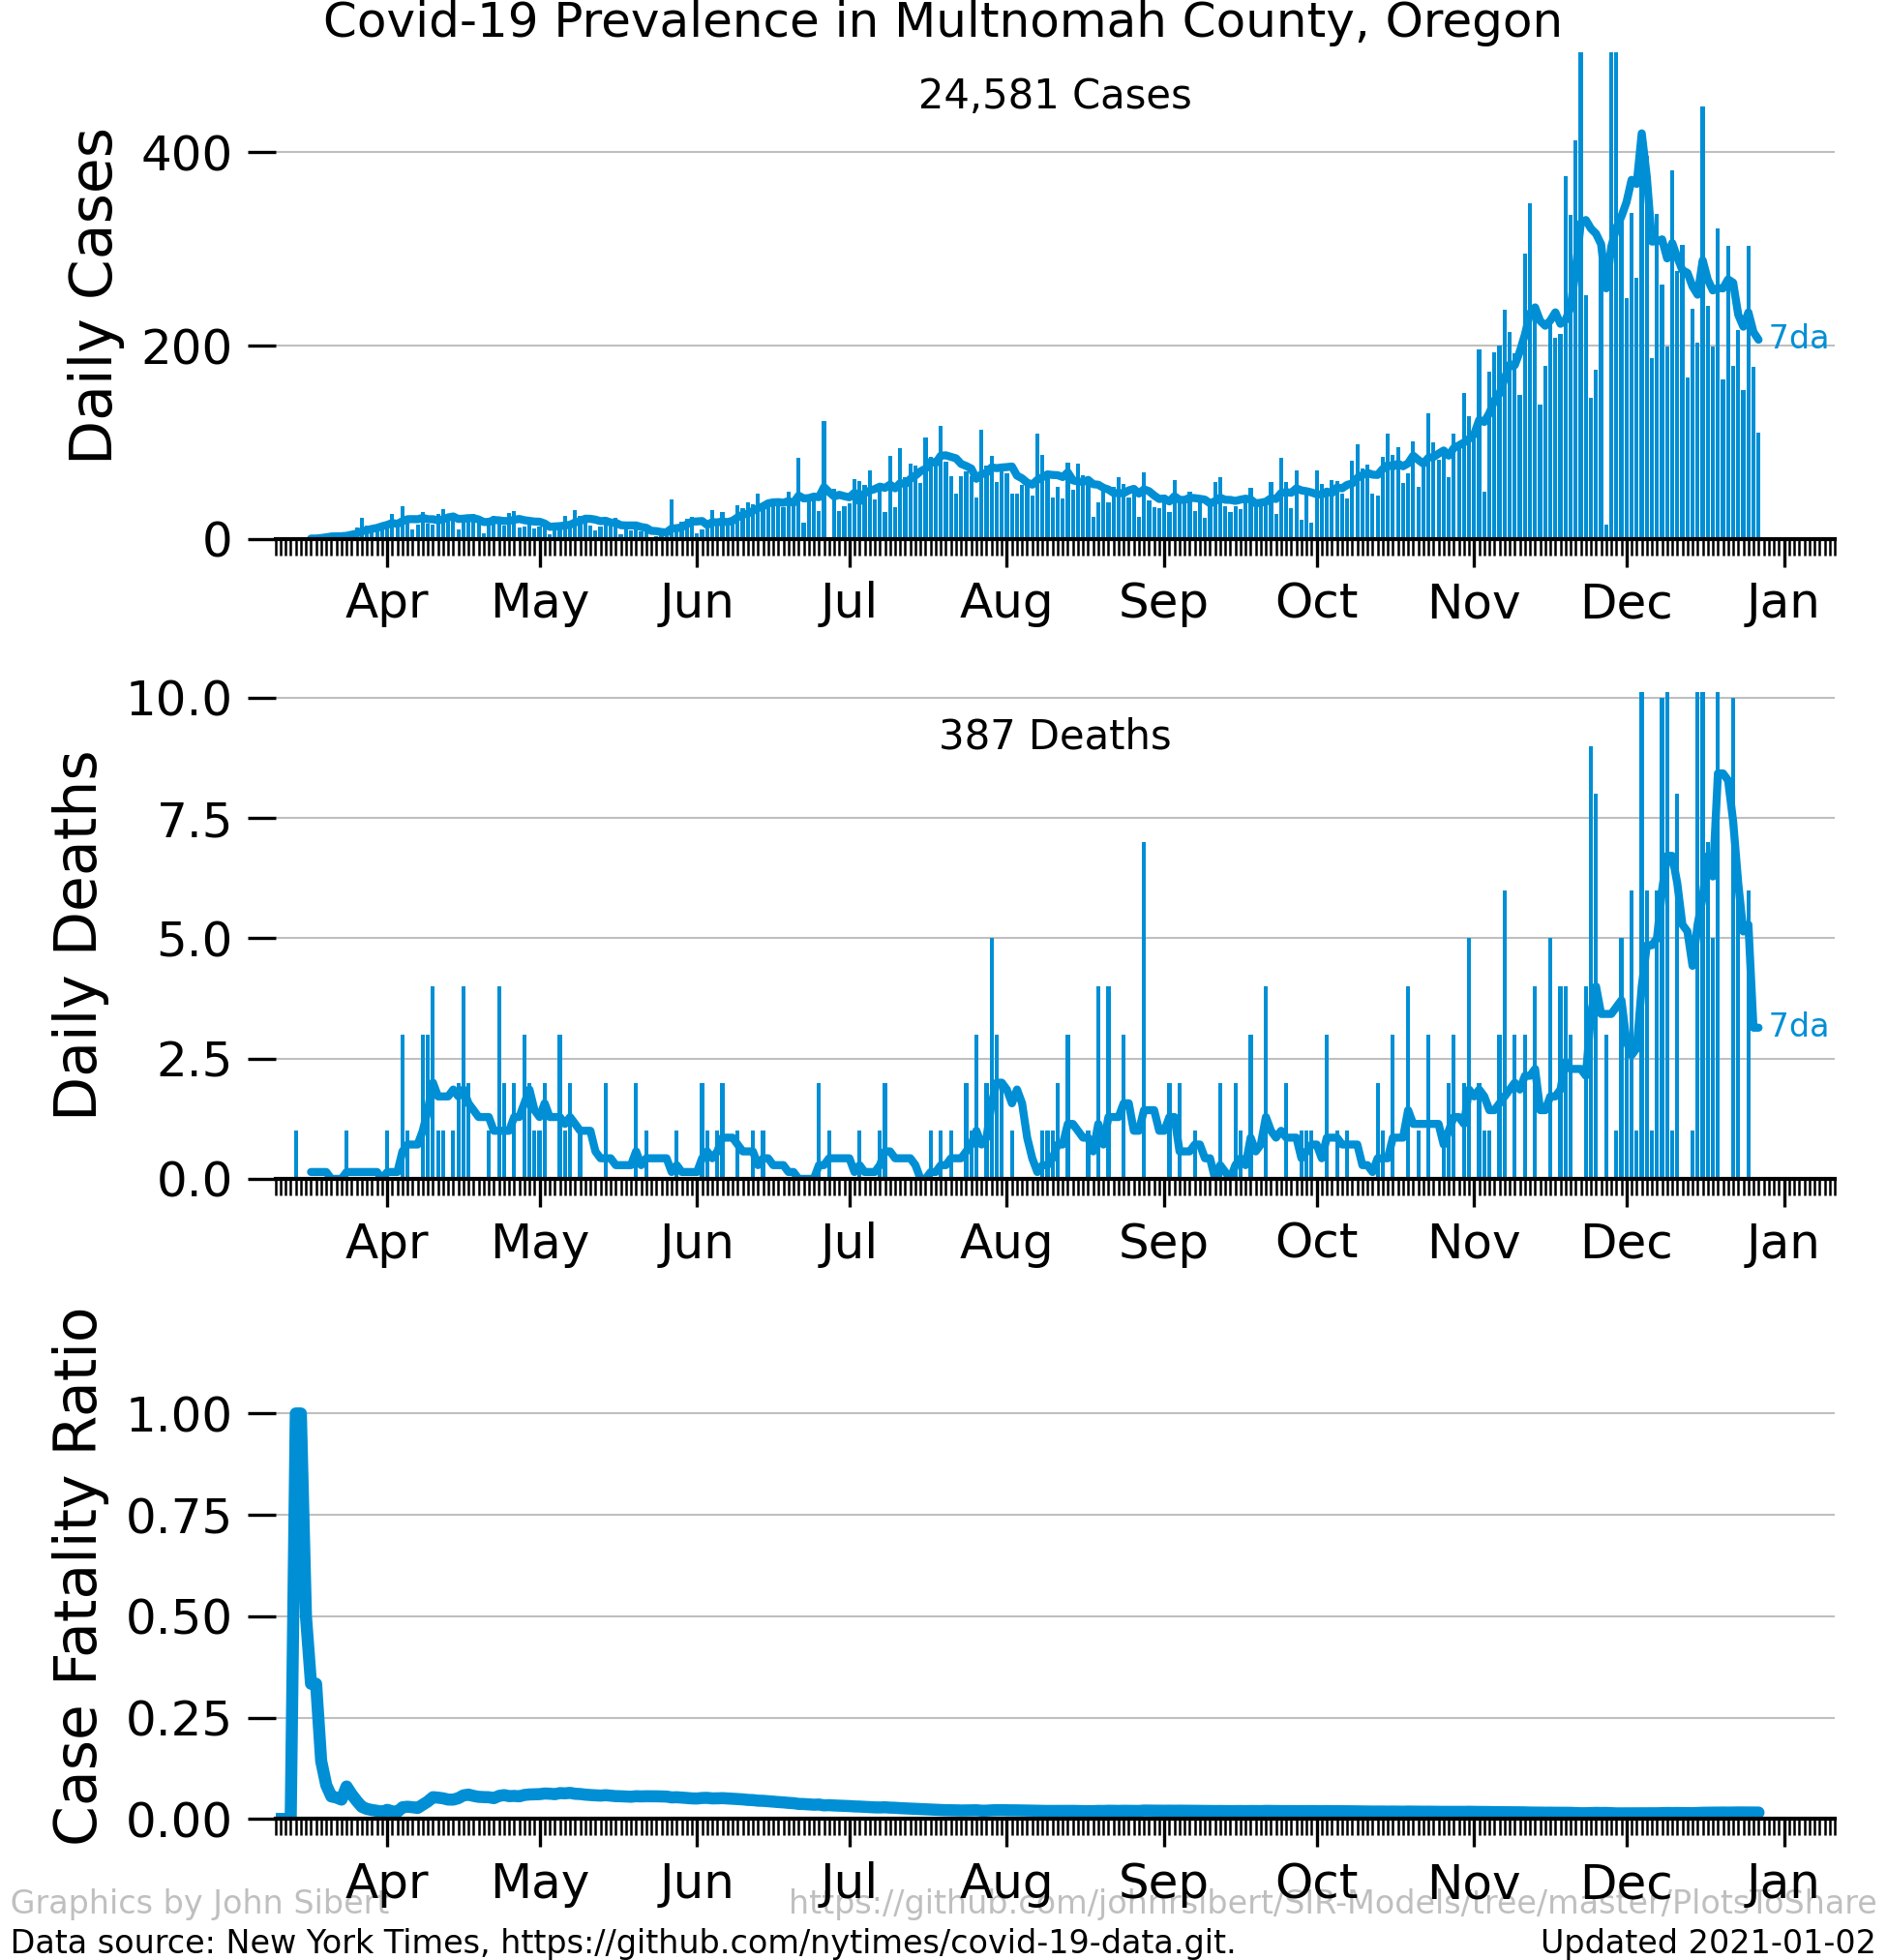 Covid-19 Prevalence in Multnomah County, Oregon
24,581 Cases
Daily Cases
400
200
0
7da
Apr May Jun Jul Aug Sep Oct Nov Dec Jan
387 Deaths
Daily Deaths
10.0
7.5
5.0
2.5
0.0
7da
Apr May Jun Jul Aug Sep Oct Nov Dec Jan
Case Fatality Ratio
1.00
0.75
0.50
0.25
0.00
Apr May Jun Jul Aug Sep Oct Nov Dec Jan
Graphics by John Sibert https://github.com/johnrsibert/SIR-Models/tree/master/PlotsToShare
Data source: New York Times, https://github.com/nytimes/covid-19-data.git. Updated 2021-01-02